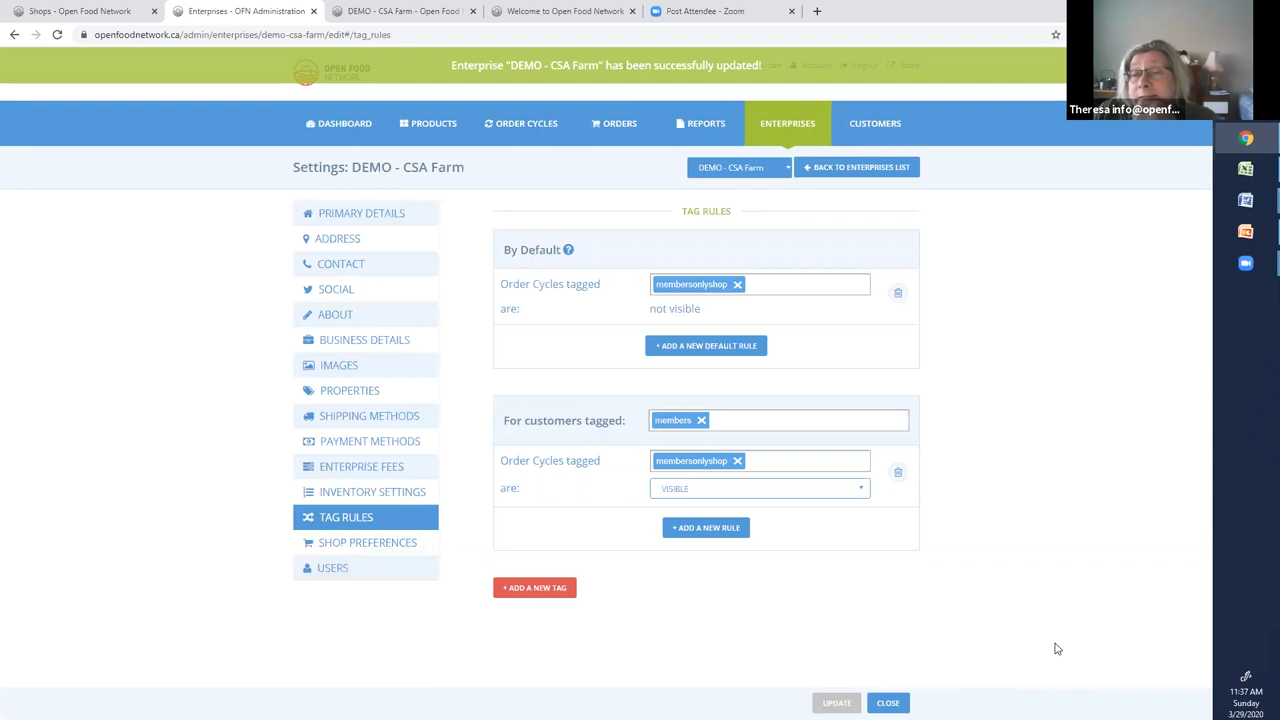 Shops - Open Food Network
Enterprises - OFN Administration
DEMO - CSA Farm - Open Food
Welcome to Open Food Network
Post Attendee - Zoom
openfoodnetwork.ca/admin/enterprises/demo-csa-farm/edit#/tag_rules
OPEN FOOD
NETWORK
Enterprise "DEMO - CSA Farm" has been successfully updated!
Account
Logout
Store
Theresa info@openf...
DASHBOARD
PRODUCTS
ORDER CYCLES
ORDERS
REPORTS
ENTERPRISES
CUSTOMERS
Settings: DEMO - CSA Farm
DEMO - CSA Farm
BACK TO ENTERPRISES LIST
PRIMARY DETAILS
ADDRESS
CONTACT
SOCIAL
ABOUT
BUSINESS DETAILS
IMAGES
PROPERTIES
SHIPPING METHODS
PAYMENT METHODS
ENTERPRISE FEES
INVENTORY SETTINGS
TAG RULES
SHOP PREFERENCES
USERS
TAG RULES
By Default
Order Cycles tagged
membersonlyshop
are:
not visible
+ ADD A NEW DEFAULT RULE
For customers tagged:
members
Order Cycles tagged
membersonlyshop
are:
VISIBLE
+ ADD A NEW RULE
+ ADD A NEW TAG
UPDATE
CLOSE
11:37 AM
Sunday
3/29/2020